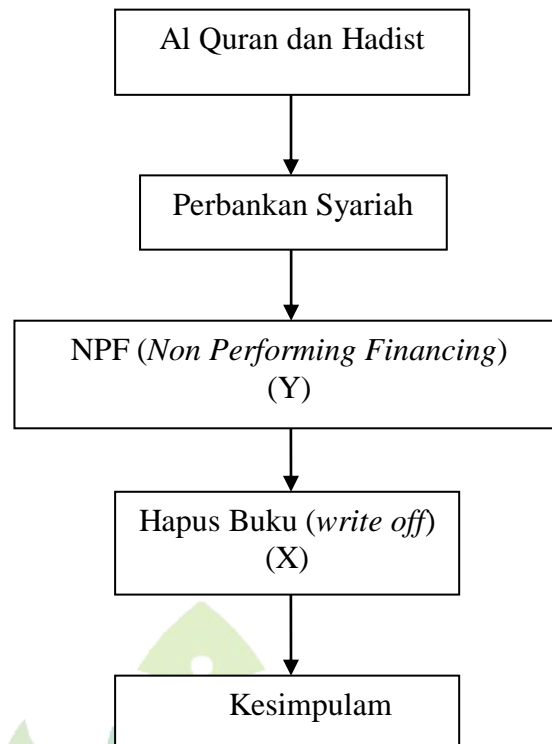 Al Quran dan Hadist
Perbankan Syariah
NPF (Non Performing Financing)
(Y)
Hapus Buku (write off)
(X)
Kesimpulam